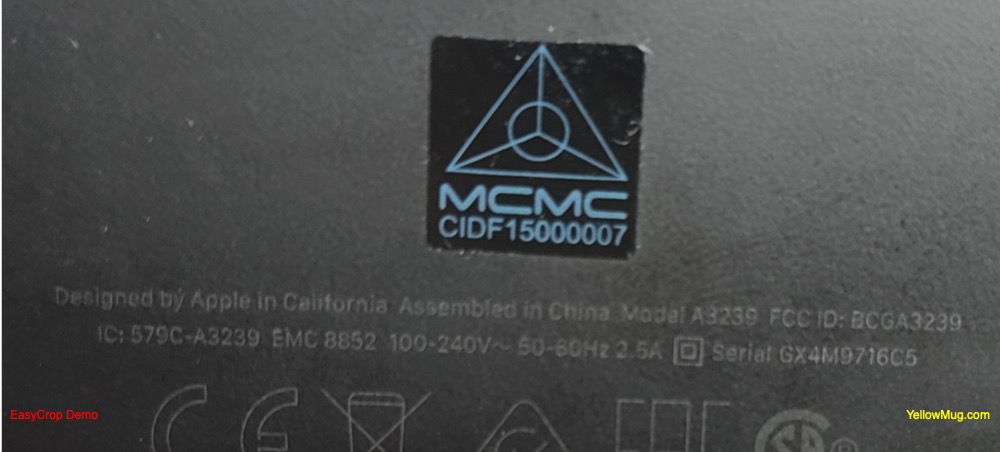 MCMC
CIDF15000007
Designed by Apple in California Assembled in China Model A3239 FCC ID: BCGA3239
IC: 579C-A3239 EMC 8852 100-240V~ 50-60Hz 2.5A Serial GX4M9716C5
EasyCrop Demo
YellowMug.com